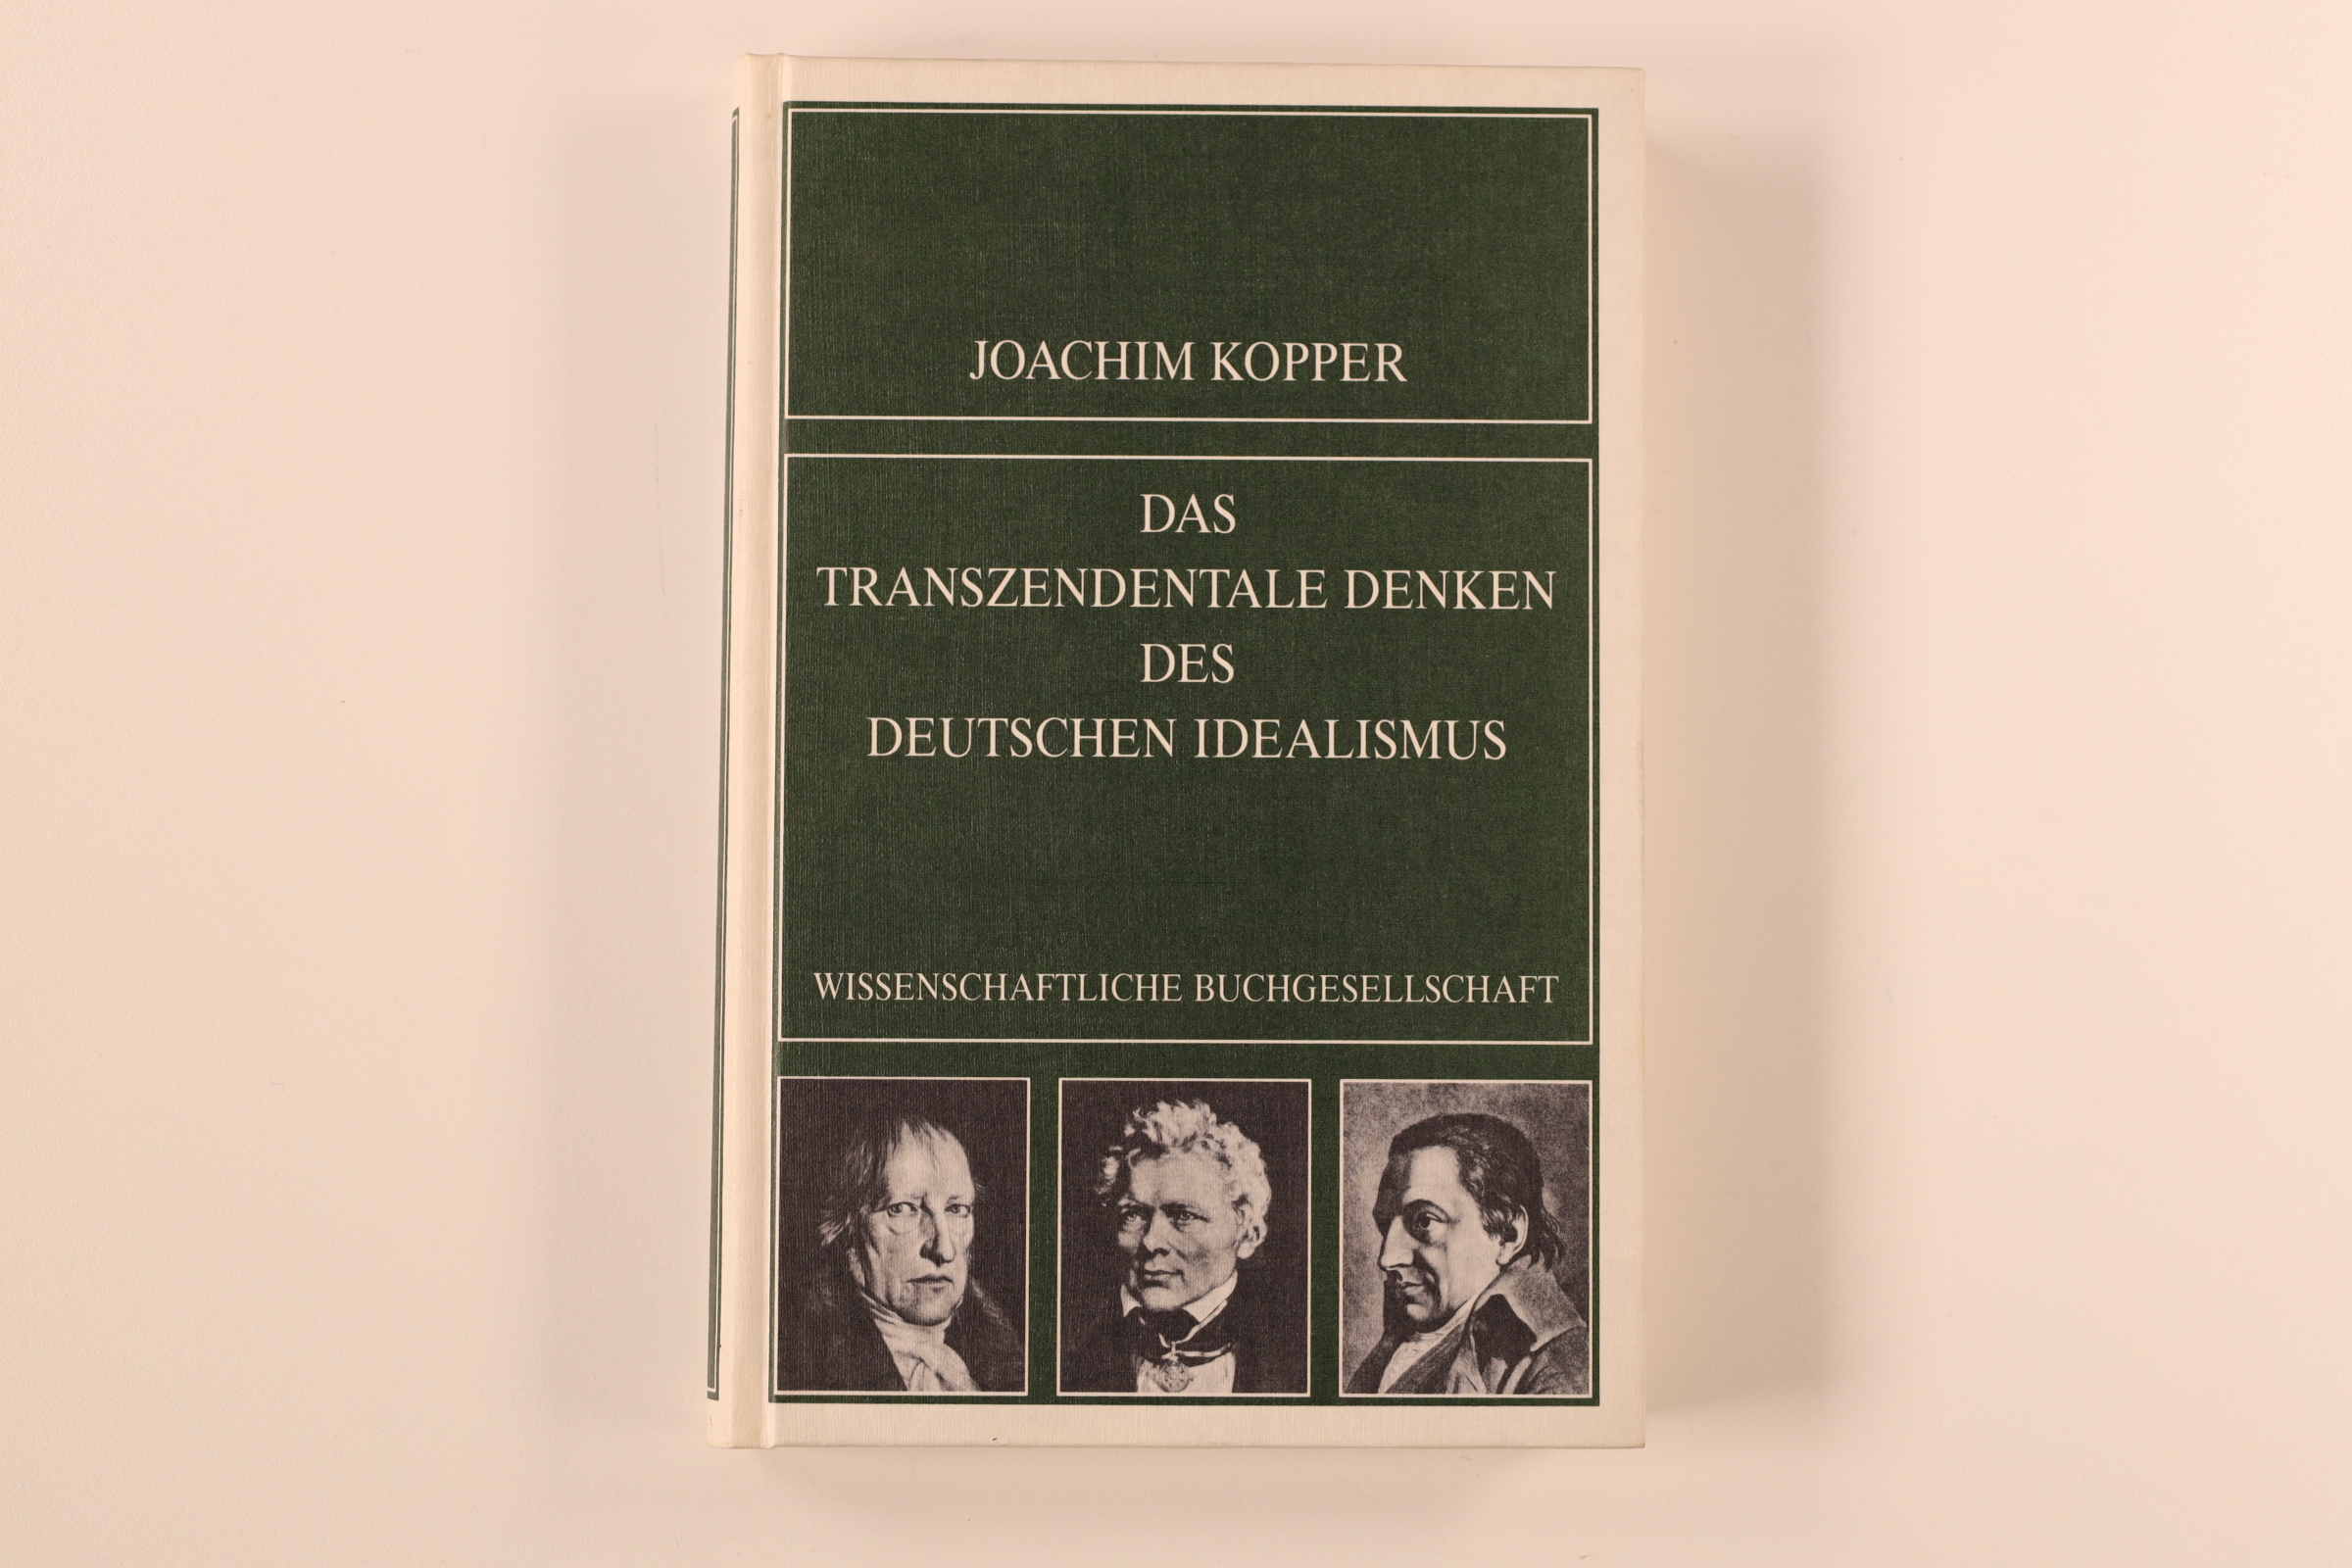 JOACHIM KOPPER
DAS
TRANSZENDENTALE DENKEN
DES
DEUTSCHEN IDEALISMUS
WISSENSCHAFTLICHE BUCHGESELLSCHAFT